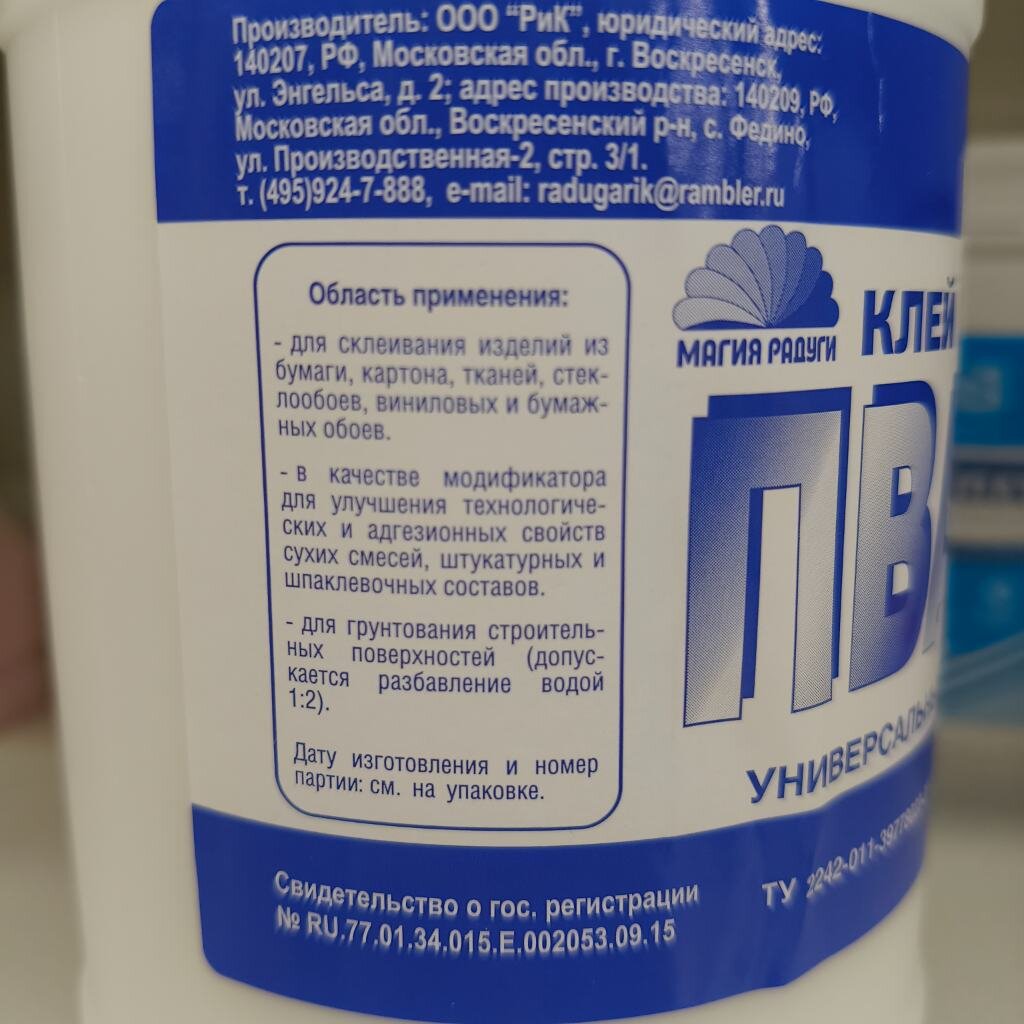 Производитель: ООО “РиК”, юридический адрес:
140207, РФ, Московская обл., г. Воскресенск,
ул. Энгельса, д. 2; адрес производства: 140209, РФ,
Московская обл., Воскресенский р-н, с. Федино,
ул. Производственная-2, стр. 3/1.
т. (495)924-7-888, e-mail: radugarik@rambler.ru
Область применения:
- для склеивания изделий из
бумаги, картона, тканей, стек-
лообоев, виниловых и бумаж-
ных обоев.
- в качестве модификатора
для улучшения технологиче-
ских и адгезионных свойств
сухих смесей, штукатурных и
шпаклевочных составов.
- для грунтования строитель-
ных поверхностей (допус-
кается разбавление водой
1:2).
Дату изготовления и номер
партии: см. на упаковке.
Свидетельство о гос. регистрации
№ RU.77.01.34.015.E.002053.09.15
МАГИЯ РАДУГИ
КЛЕЙ
ПВА
ТУ